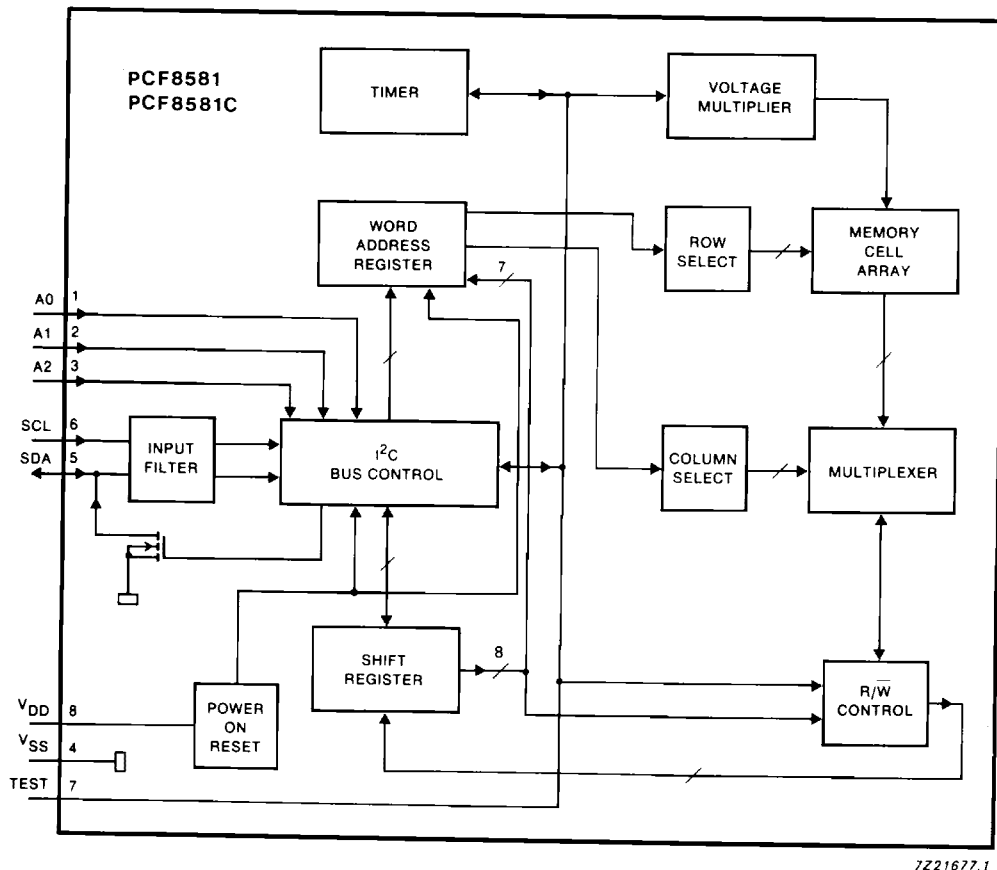 PCF8581
PCF8581C
TIMER
VOLTAGE
MULTIPLIER
WORD
ADDRESS
REGISTER
7
ROW
SELECT
MEMORY
CELL
ARRAY
A0 1
A1 2
A2 3
SCL 6
SDA 5
INPUT
FILTER
I²C
BUS CONTROL
COLUMN
SELECT
MULTIPLEXER
SHIFT
REGISTER
8
R/W̅
CONTROL
POWER
ON
RESET
VDD 8
VSS 4
TEST 7
7Z21677.1